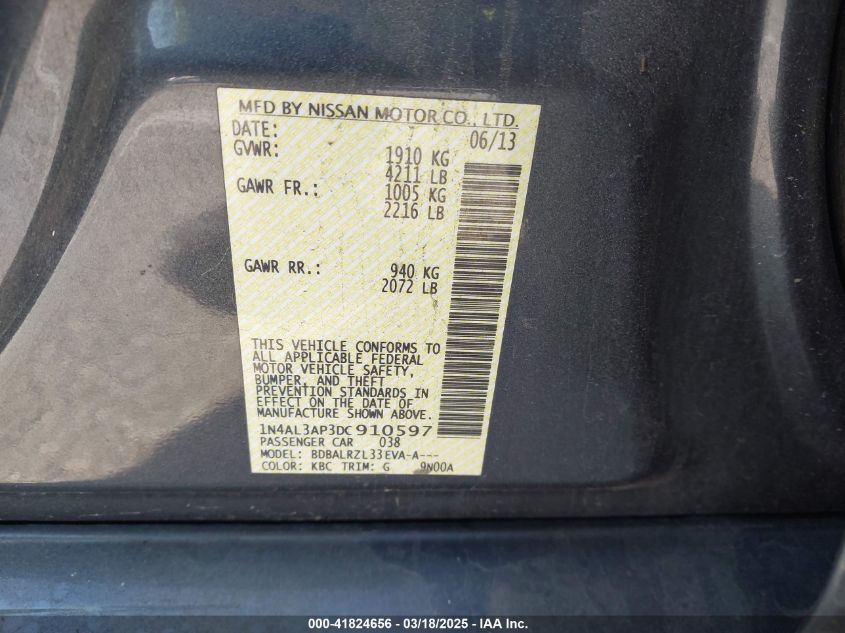 MFD BY NISSAN MOTOR CO., LTD.
DATE: 06/13
GVWR: 1910 KG
4211 LB
GAWR FR.: 1005 KG
2216 LB
GAWR RR.: 940 KG
2072 LB
THIS VEHICLE CONFORMS TO
ALL APPLICABLE FEDERAL
MOTOR VEHICLE SAFETY,
BUMPER, AND THEFT
PREVENTION STANDARDS IN
EFFECT ON THE DATE OF
MANUFACTURE SHOWN ABOVE.
1N4AL3AP3DC910597
PASSENGER CAR 038
MODEL: BDBALRZL33EVA-A---
COLOR: KBC TRIM: G 9N00A
000-41824656 - 03/18/2025 - IAA Inc.